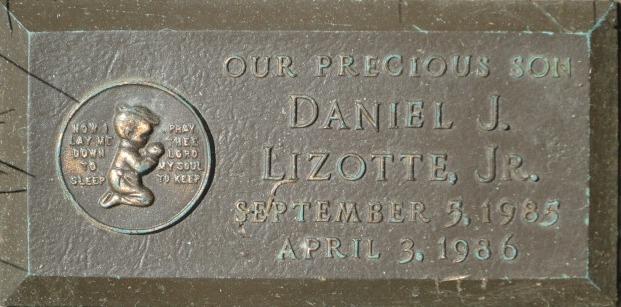 NOW I
LAY ME
DOWN
TO
SLEEP
PRAY
THEE
LORD
MY SOUL
TO KEEP
OUR PRECIOUS SON
DANIEL J.
LIZOTTE, JR.
SEPTEMBER 5, 1985
APRIL 3, 1986